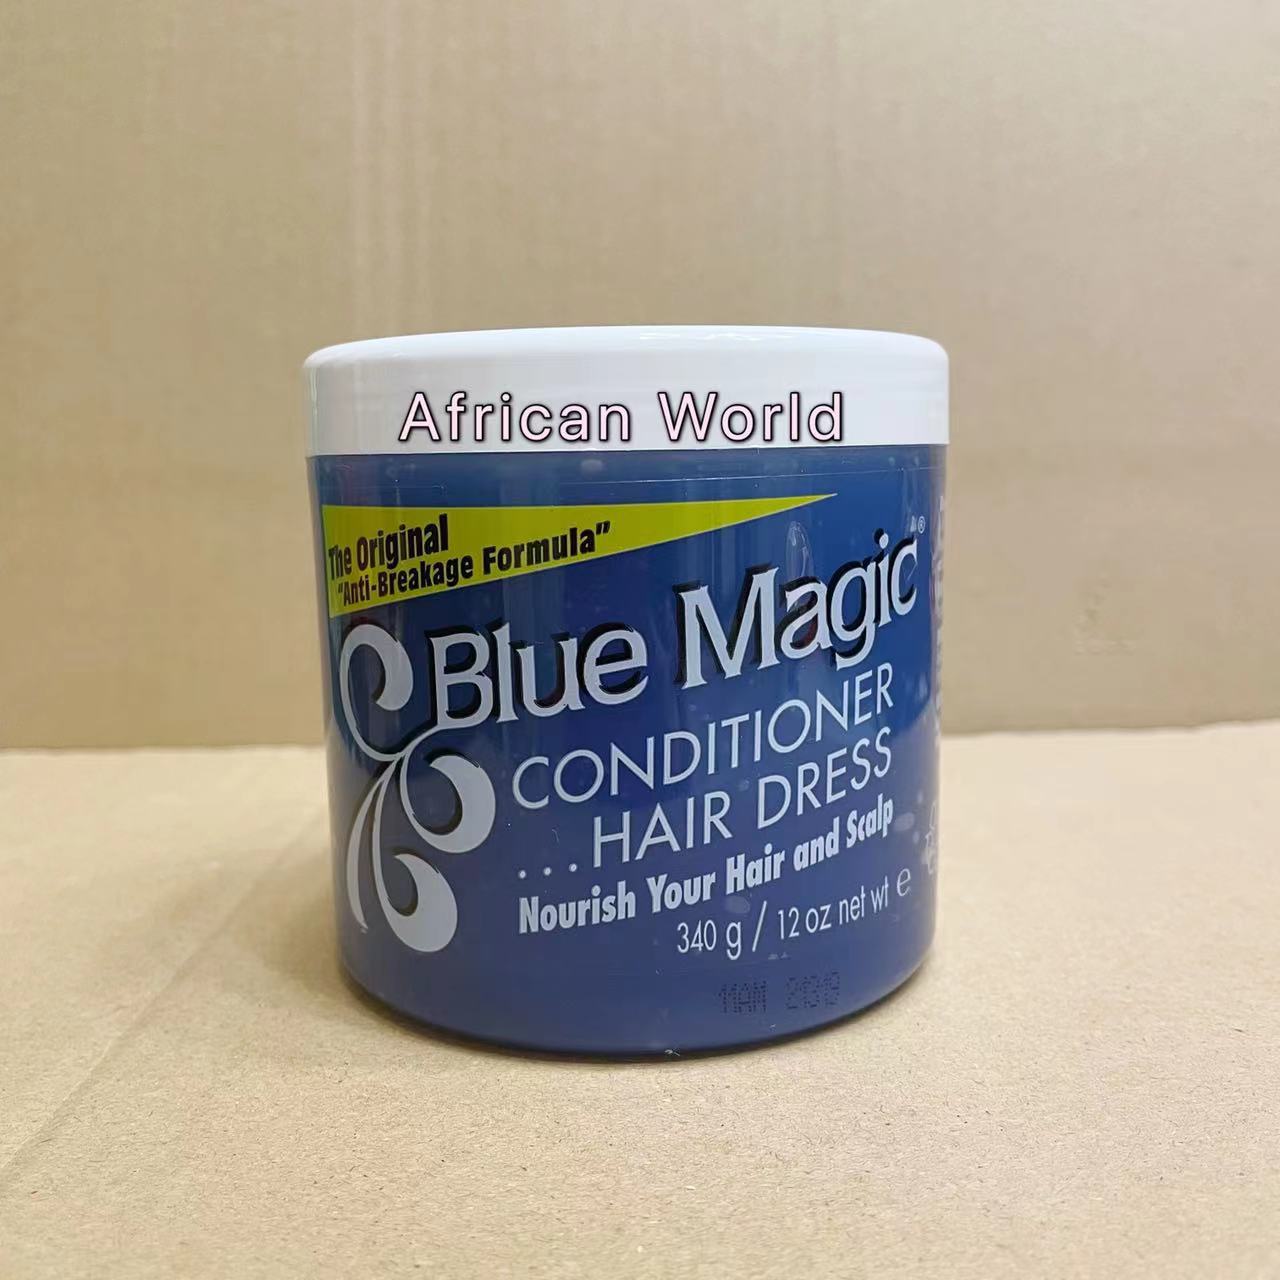 African World
The Original
"Anti-Breakage Formula"
Blue Magic®
CONDITIONER
...HAIR DRESS
Nourish Your Hair and Scalp
340 g / 12 oz net wt e